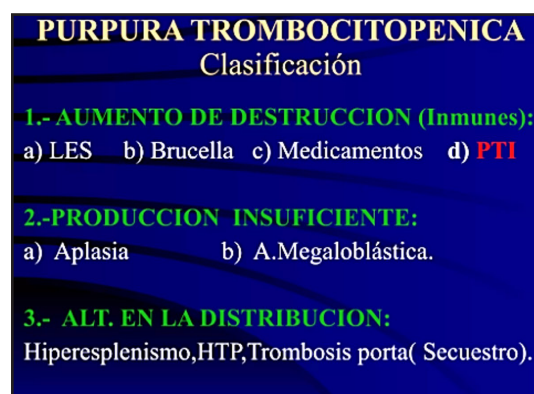 PURPURA TROMBOCITOPENICA
Clasificación
1.- AUMENTO DE DESTRUCCION (Inmunes):
a) LES b) Brucella c) Medicamentos d) PTI
2.-PRODUCCION INSUFICIENTE:
a) Aplasia b) A.Megaloblástica.
3.- ALT. EN LA DISTRIBUCION:
Hiperesplenismo,HTP,Trombosis porta( Secuestro).